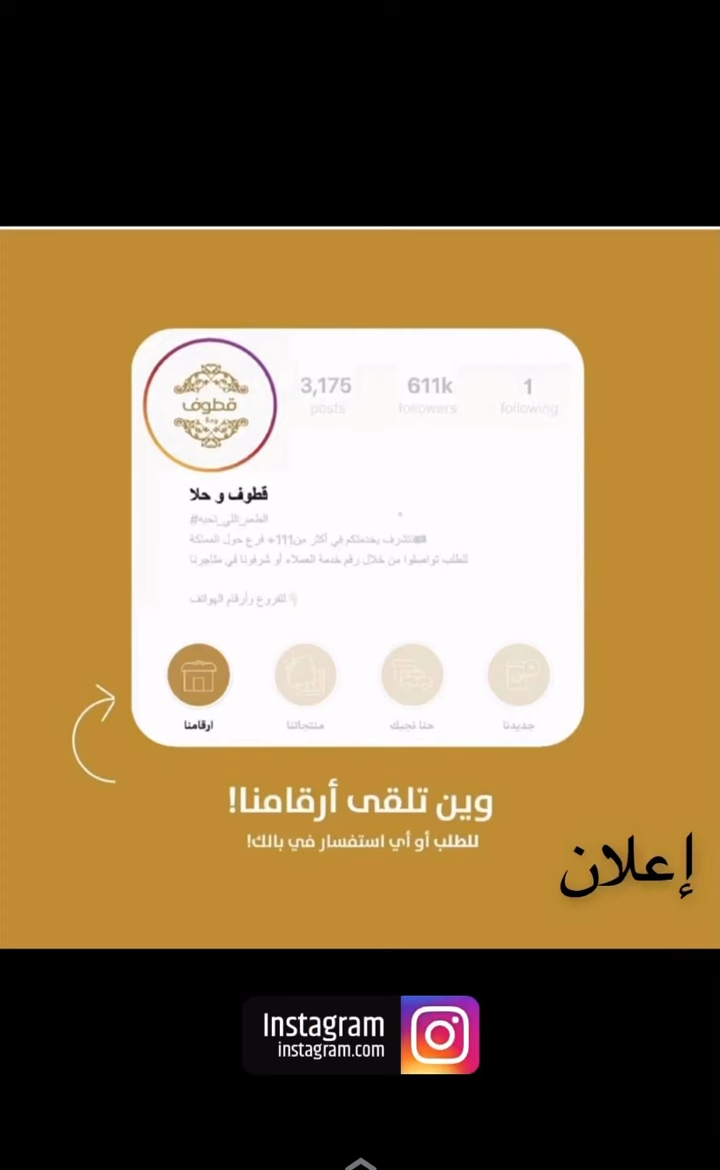 3,175 611k 1
posts followers following
قطوف
وحلا
قطوف و حلا
#الطعم_اللي_تحبه
نتشرف بخدمتكم في أكثر من 111+ فرع حول المملكة
للطلب تواصلوا من خلال رقم خدمة العملاء أو شرفونا في متاجرنا
للفروع وأرقام الهواتف
ارقامنا منتجاتنا حنا نجيك جديدنا
وين تلقى أرقامنا!
للطلب أو أي استفسار في بالك!
إعلان
Instagram
instagram.com